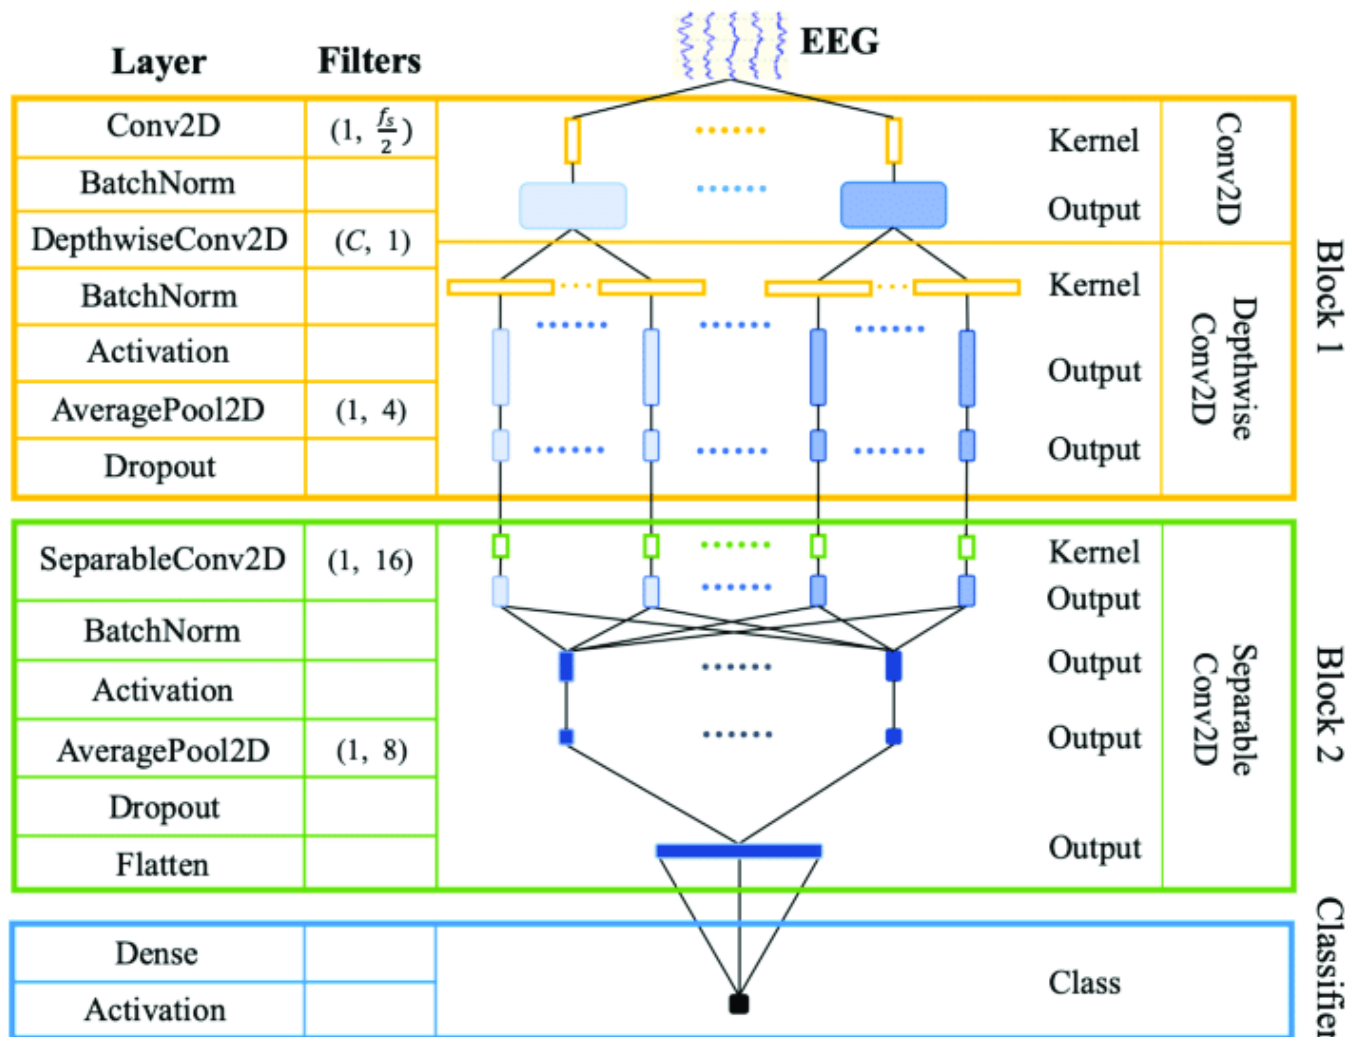 EEG
Layer Filters
Conv2D (1, fs/2) Kernel Conv2D
BatchNorm Output
DepthwiseConv2D (C, 1) Kernel Depthwise Conv2D
BatchNorm
Activation Output
AveragePool2D (1, 4) Output
Dropout
Block 1
SeparableConv2D (1, 16) Kernel Separable Conv2D
Output
BatchNorm
Output
Activation
AveragePool2D (1, 8) Output
Dropout
Flatten Output
Block 2
Dense
Class
Activation
Classifier